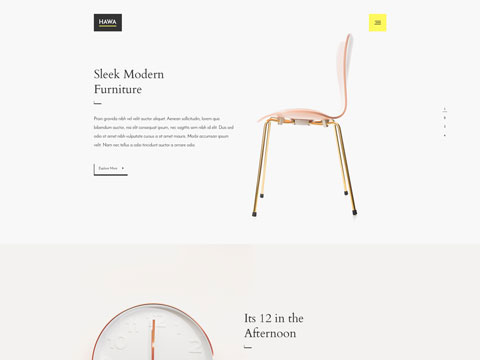 HAWA
Sleek Modern
Furniture
Proin gravida nibh vel velit auctor aliquet. Aenean sollicitudin, lorem quis
bibendum auctor, nisi elit consequat ipsum, nec sagittis sem nibh id elit. Duis sed
odio sit amet nibh vulputate cursus a sit amet mauris. Morbi accumsan ipsum
velit. Nam nec tellus a odio tincidunt auctor a ornare odio.
Explore More
Its 12 in the
Afternoon